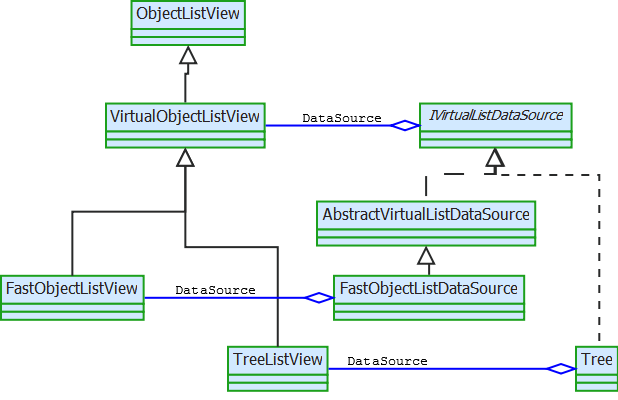 ObjectListView
VirtualObjectListView
DataSource
IVirtualListDataSource
AbstractVirtualListDataSource
FastObjectListView
DataSource
FastObjectListDataSource
TreeListView
DataSource
Tree